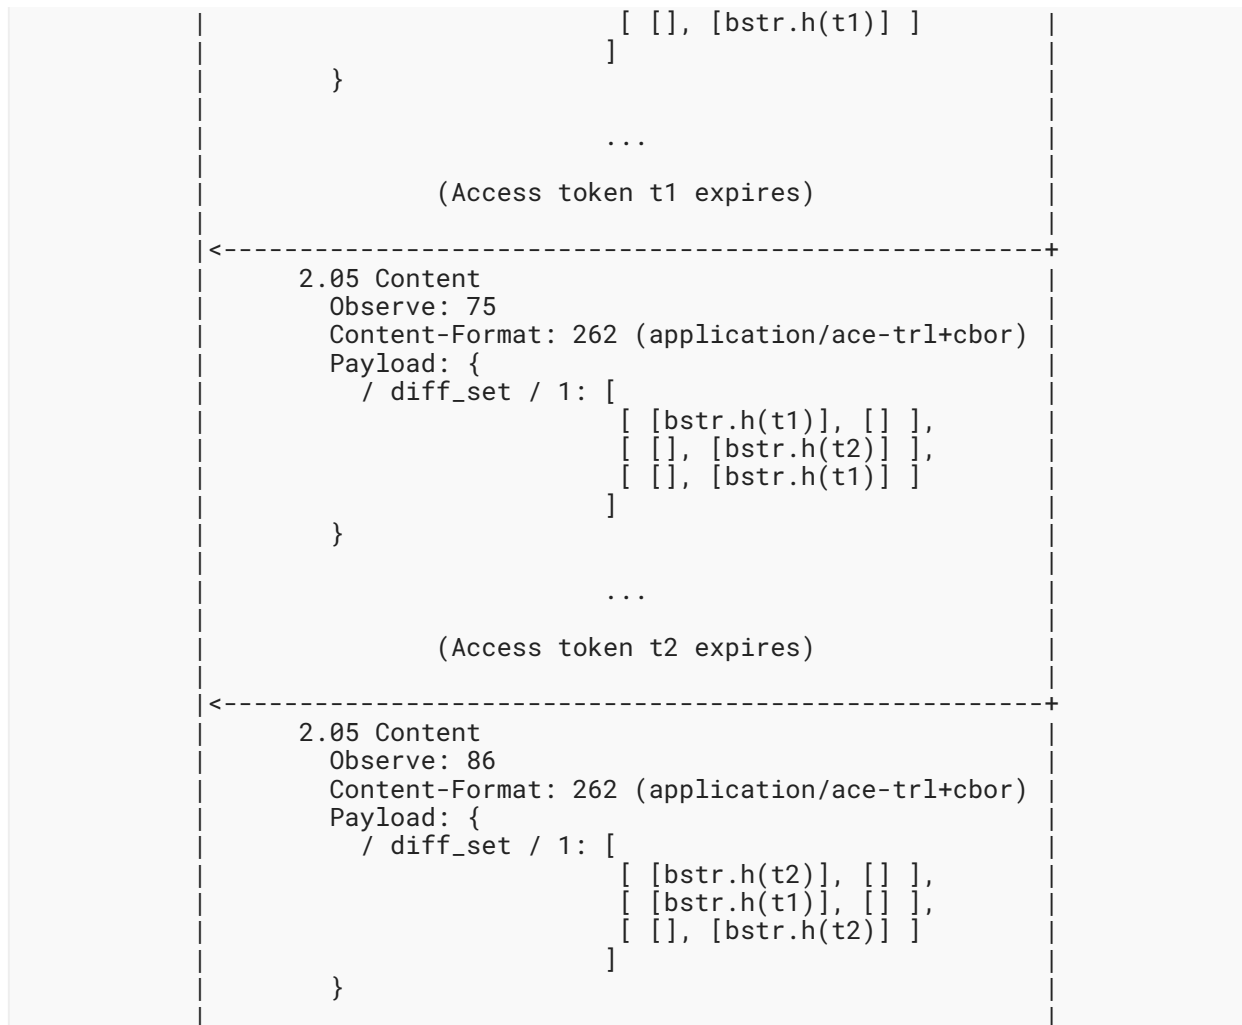 |                           [ [], [bstr.h(t1)] ]        |
|                          ]                            |
|        }                                              |
|                                                       |
|                          ...                          |
|                                                       |
|               (Access token t1 expires)               |
|                                                       |
|<------------------------------------------------------+
|      2.05 Content                                     |
|        Observe: 75                                    |
|        Content-Format: 262 (application/ace-trl+cbor) |
|        Payload: {                                     |
|          / diff_set / 1: [                            |
|                           [ [bstr.h(t1)], [] ],       |
|                           [ [], [bstr.h(t2)] ],       |
|                           [ [], [bstr.h(t1)] ]        |
|                          ]                            |
|        }                                              |
|                                                       |
|                          ...                          |
|                                                       |
|               (Access token t2 expires)               |
|                                                       |
|<------------------------------------------------------+
|      2.05 Content                                     |
|        Observe: 86                                    |
|        Content-Format: 262 (application/ace-trl+cbor) |
|        Payload: {                                     |
|          / diff_set / 1: [                            |
|                           [ [bstr.h(t2)], [] ],       |
|                           [ [bstr.h(t1)], [] ],       |
|                           [ [], [bstr.h(t2)] ]        |
|                          ]                            |
|        }                                              |
|                                                       |